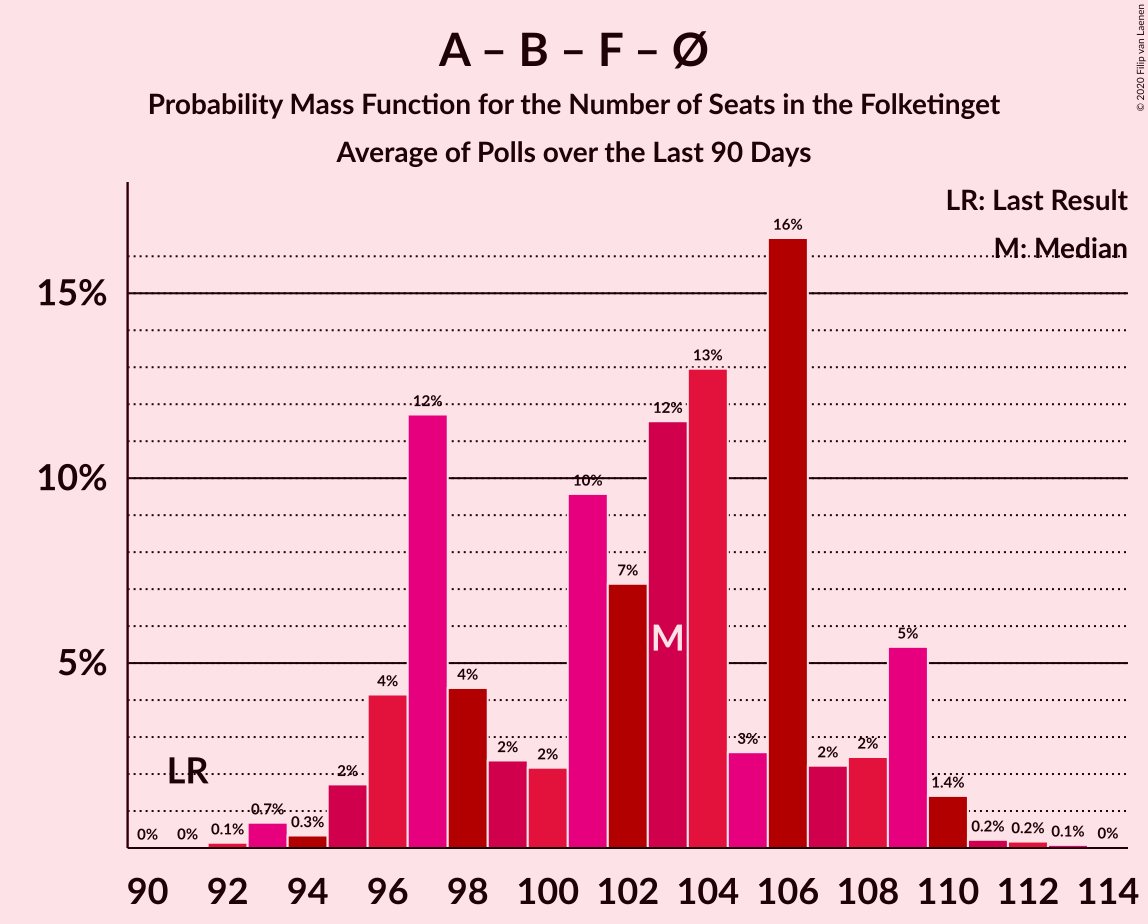 A – B – F – Ø
Probability Mass Function for the Number of Seats in the Folketinget
Average of Polls over the Last 90 Days
© 2020 Filip van Laenen
LR: Last Result
M: Median
15%
10%
5%
LR
M
0% 0% 0.1% 0.7% 0.3% 2% 4% 12% 4% 2% 2% 10% 7% 12% 13% 3% 16% 2% 2% 5% 1.4% 0.2% 0.2% 0.1% 0%
90 92 94 96 98 100 102 104 106 108 110 112 114